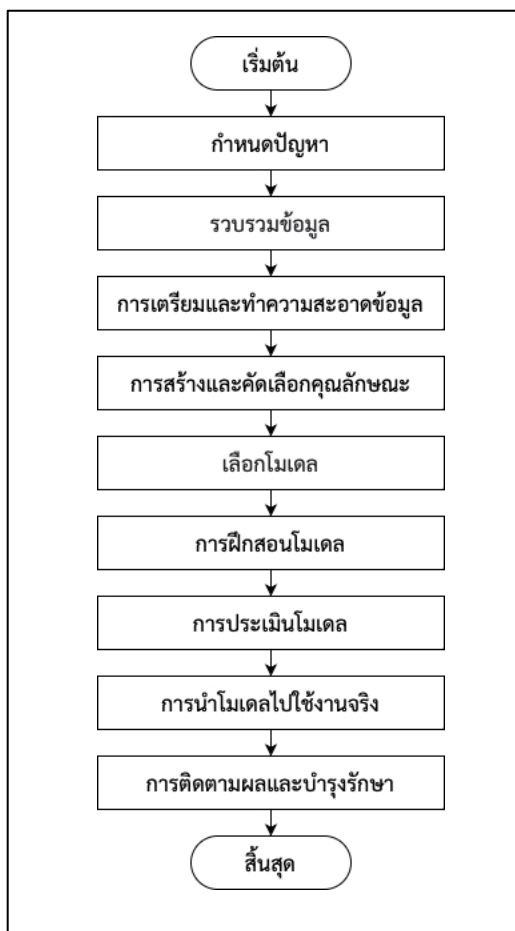 เริ่มต้น
กำหนดปัญหา
รวบรวมข้อมูล
การเตรียมและทำความสะอาดข้อมูล
การสร้างและคัดเลือกคุณลักษณะ
เลือกโมเดล
การฝึกสอนโมเดล
การประเมินโมเดล
การนำโมเดลไปใช้งานจริง
การติดตามผลและบำรุงรักษา
สิ้นสุด